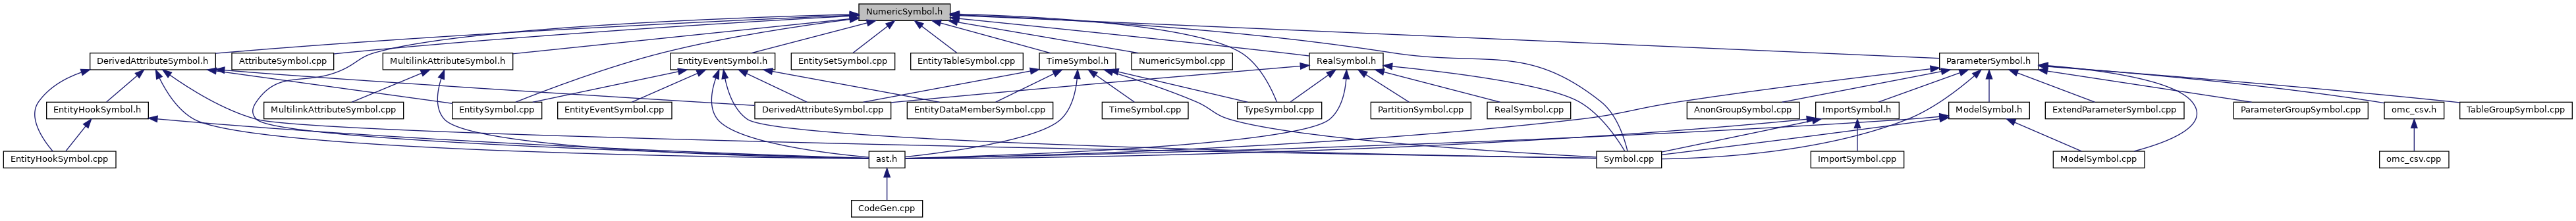 NumericSymbol.h
DerivedAttributeSymbol.h
AttributeSymbol.cpp
MultilinkAttributeSymbol.h
EntityEventSymbol.h
EntitySetSymbol.cpp
EntityTableSymbol.cpp
TimeSymbol.h
NumericSymbol.cpp
RealSymbol.h
ParameterSymbol.h
EntityHookSymbol.h
MultilinkAttributeSymbol.cpp
EntitySymbol.cpp
EntityEventSymbol.cpp
DerivedAttributeSymbol.cpp
EntityDataMemberSymbol.cpp
TimeSymbol.cpp
TypeSymbol.cpp
PartitionSymbol.cpp
RealSymbol.cpp
AnonGroupSymbol.cpp
ImportSymbol.h
ModelSymbol.h
ExtendParameterSymbol.cpp
ParameterGroupSymbol.cpp
omc_csv.h
TableGroupSymbol.cpp
EntityHookSymbol.cpp
ast.h
Symbol.cpp
ImportSymbol.cpp
ModelSymbol.cpp
omc_csv.cpp
CodeGen.cpp